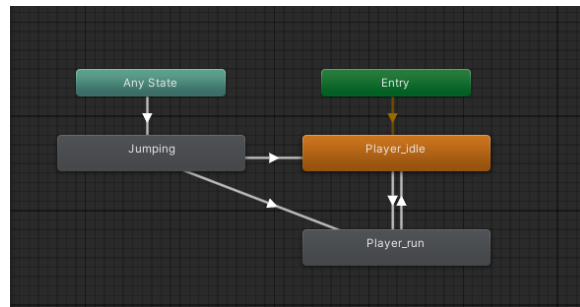 Any State
Entry
Jumping
Player_idle
Player_run